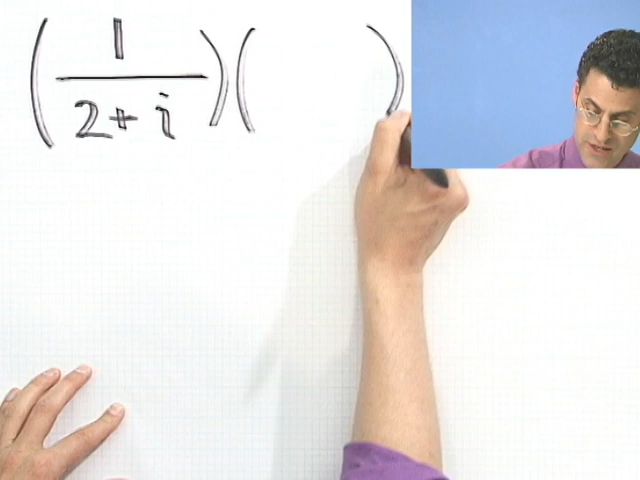 ( 1 / 2 + i ) ( )